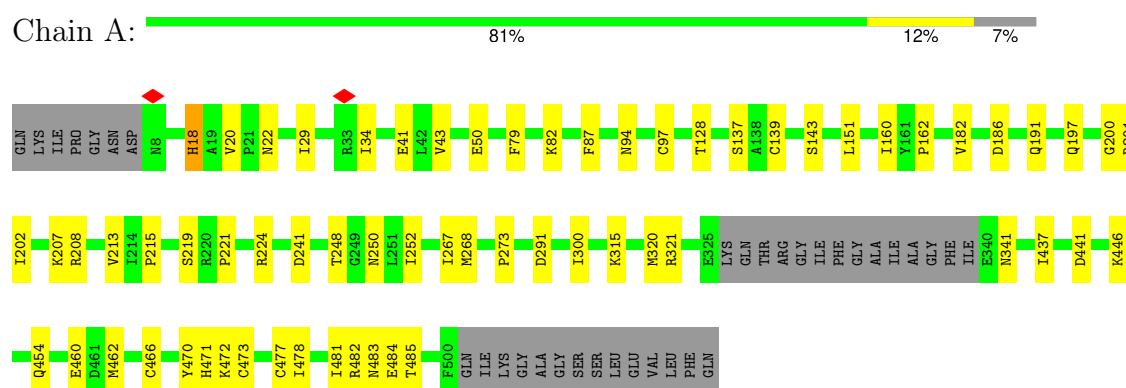 Chain A:
81% 12% 7%
GLN LYS ILE PRO GLY ASN ASP N8 H18 A19 V20 P21 N22 I29 R33 I34 E41 L42 V43 E50 F79 K82 F87 N94 C97 T128 S137 A138 C139 S143 L151 I160 Y161 P162 V182 D186 Q191 Q197 G200
I202 K207 R208 V213 I214 P215 S219 R220 P221 R224 D241 T248 G249 N250 L251 I252 I267 M268 P273 D291 I300 K315 M320 R321 E325 LYS GLN THR ARG GLY ILE PHE GLY ALA ILE ALA GLY PHE ILE E340 N341 I437 D441 K446
Q454 E460 D461 M462 C466 Y470 H471 K472 C473 C477 I478 I481 R482 N483 E484 T485 F500 GLN ILE LYS GLY ALA GLY SER SER LEU GLU VAL LEU PHE GLN